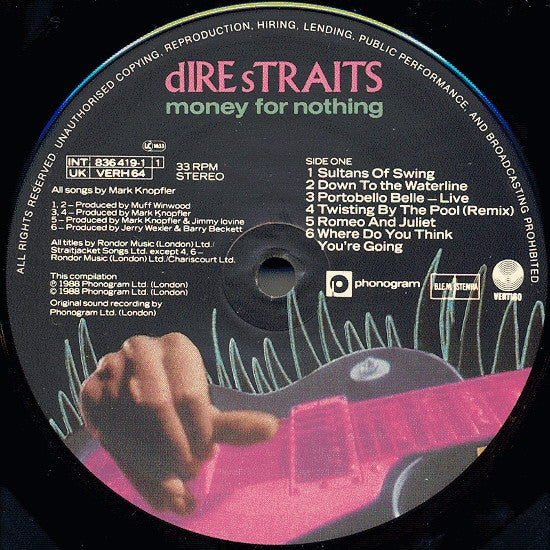 ALL RIGHTS RESERVED. UNAUTHORISED COPYING, REPRODUCTION, HIRING, LENDING, PUBLIC PERFORMANCE, AND BROADCASTING PROHIBITED.
dIRE sTRAITS
money for nothing
INT 836 419-1 1
UK VERH 64
LC 1633
33 RPM
STEREO
All songs by Mark Knopfler
1, 2 – Produced by Muff Winwood
3, 4 – Produced by Mark Knopfler
5 – Produced by Mark Knopfler & Jimmy Iovine
6 – Produced by Jerry Wexler & Barry Beckett
All titles by Rondor Music (London) Ltd./
Straitjacket Songs Ltd. except 4, 6 –
Rondor Music (London) Ltd./Chariscourt Ltd.
This compilation
℗ 1988 Phonogram Ltd. (London)
© 1988 Phonogram Ltd. (London)
Original sound recording by
Phonogram Ltd. (London)
SIDE ONE
1 Sultans Of Swing
2 Down To the Waterline
3 Portobello Belle – Live
4 Twisting By The Pool (Remix)
5 Romeo And Juliet
6 Where Do You Think
You're Going
phonogram
B.I.E.M./STEMRA
VERTIGO